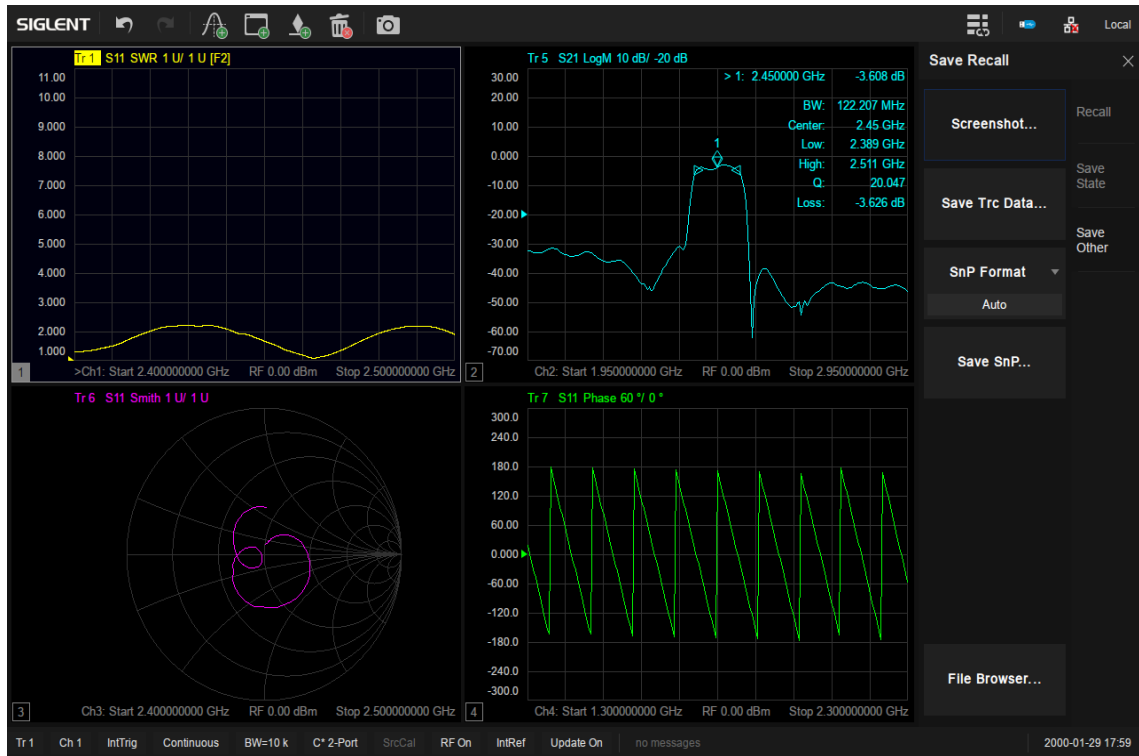 SIGLENT
Local
Tr 1 S11 SWR 1 U/ 1 U [F2]
11.00
10.00
9.000
8.000
7.000
6.000
5.000
4.000
3.000
2.000
1.000
1
>Ch1: Start 2.400000000 GHz RF 0.00 dBm Stop 2.500000000 GHz
Tr 5 S21 LogM 10 dB/ -20 dB
> 1: 2.450000 GHz -3.608 dB
BW: 122.207 MHz
Center: 2.45 GHz
Low: 2.389 GHz
High: 2.511 GHz
Q: 20.047
Loss: -3.626 dB
1
30.00
20.00
10.00
0.000
-10.00
-20.00
-30.00
-40.00
-50.00
-60.00
-70.00
2
Ch2: Start 1.950000000 GHz RF 0.00 dBm Stop 2.950000000 GHz
Tr 6 S11 Smith 1 U/ 1 U
3
Ch3: Start 2.400000000 GHz RF 0.00 dBm Stop 2.500000000 GHz
Tr 7 S11 Phase 60 °/ 0 °
300.0
240.0
180.0
120.0
60.00
0.000
-60.00
-120.0
-180.0
-240.0
-300.0
4
Ch4: Start 1.300000000 GHz RF 0.00 dBm Stop 2.300000000 GHz
Save Recall
Screenshot...
Save Trc Data...
SnP Format
Auto
Save SnP...
File Browser...
Recall
Save
State
Save
Other
Tr 1 Ch 1 IntTrig Continuous BW=10 k C* 2-Port SrcCal RF On IntRef Update On no messages 2000-01-29 17:59